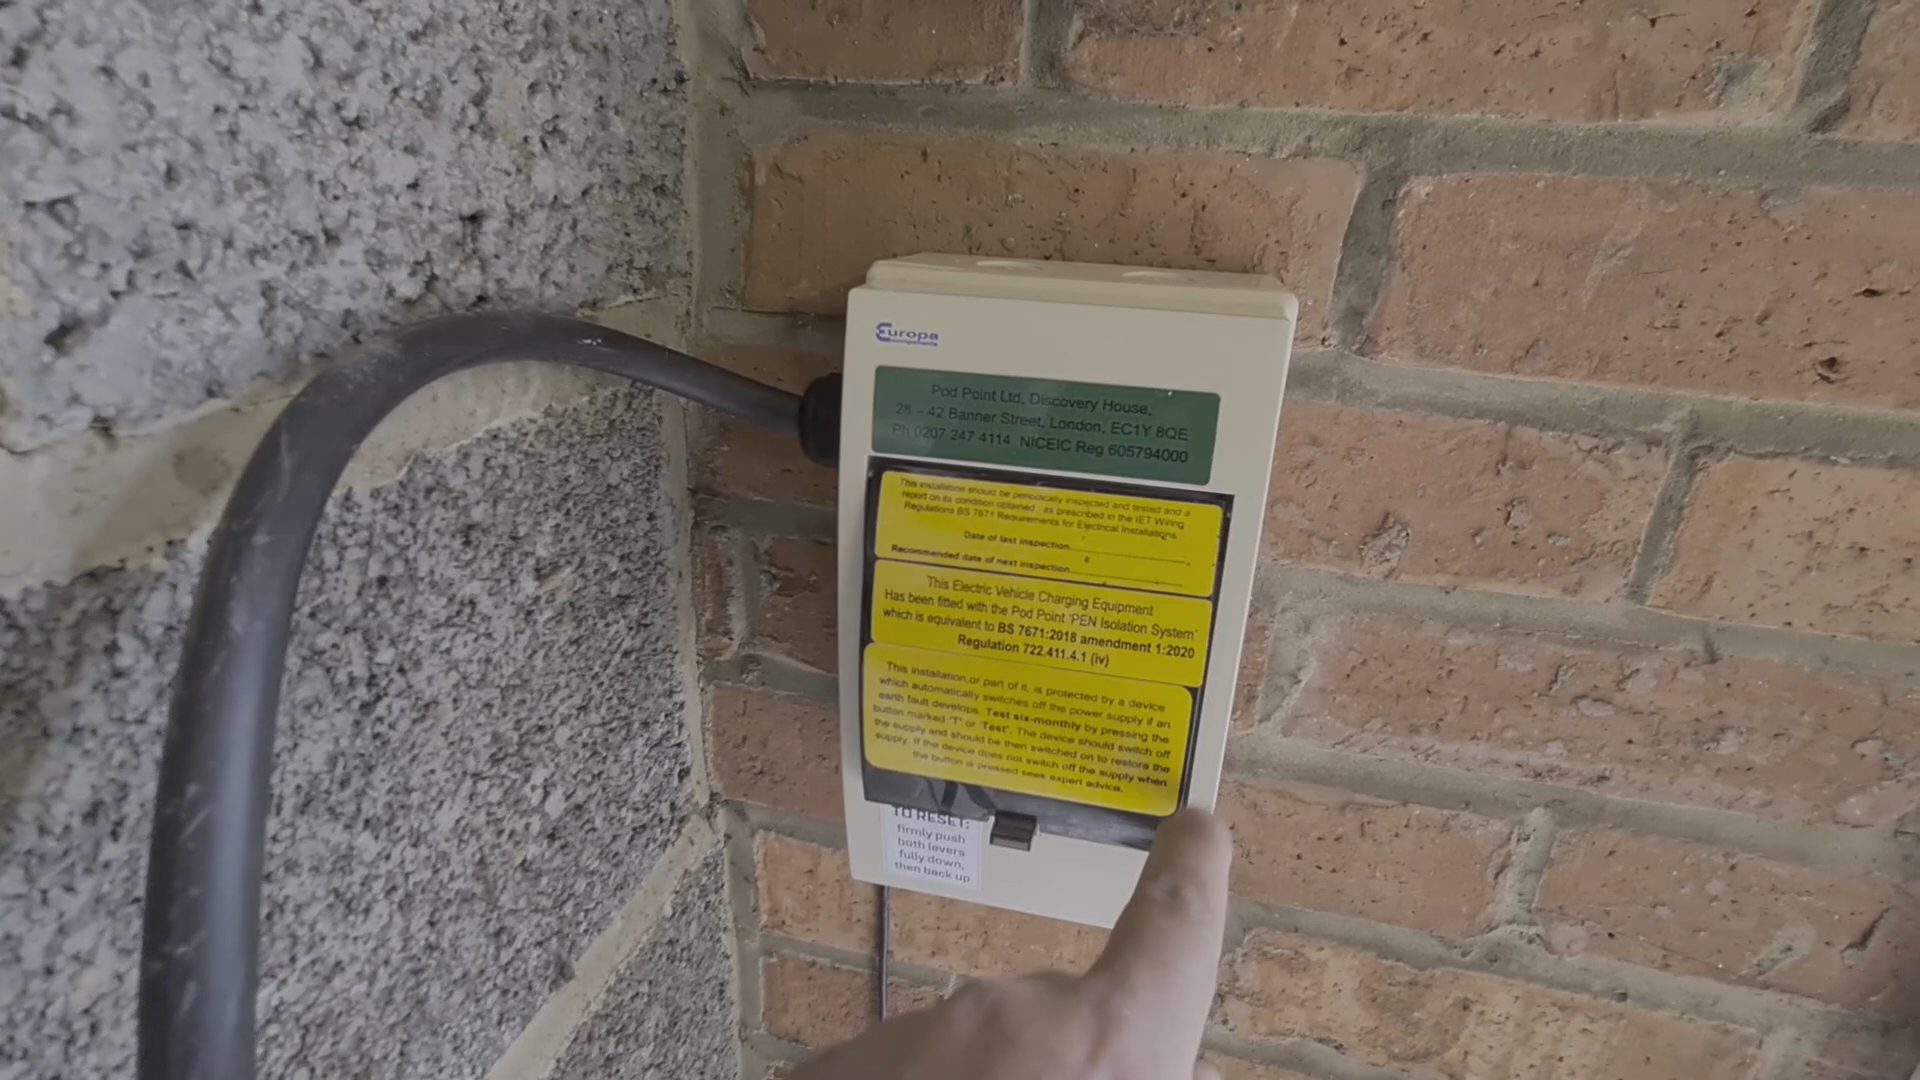 Europa
components
Pod Point Ltd, Discovery House,
28 – 42 Banner Street, London, EC1Y 8QE
Ph 0207 247 4114 NICEIC Reg 605794000
This installation should be periodically inspected and tested and a
report on its condition obtained, as prescribed in the IET Wiring
Regulations BS 7671 Requirements for Electrical Installations.
Date of last inspection
Recommended date of next inspection
This Electric Vehicle Charging Equipment
Has been fitted with the Pod Point 'PEN Isolation System'
which is equivalent to BS 7671:2018 amendment 1:2020
Regulation 722.411.4.1 (iv)
This installation,or part of it, is protected by a device
which automatically switches off the power supply if an
earth fault develops. Test six-monthly by pressing the
button marked 'T' or 'Test'. The device should switch off
the supply and should be then switched on to restore the
supply. If the device does not switch off the supply when
the button is pressed seek expert advice.
TO RESET:
firmly push
both levers
fully down,
then back up